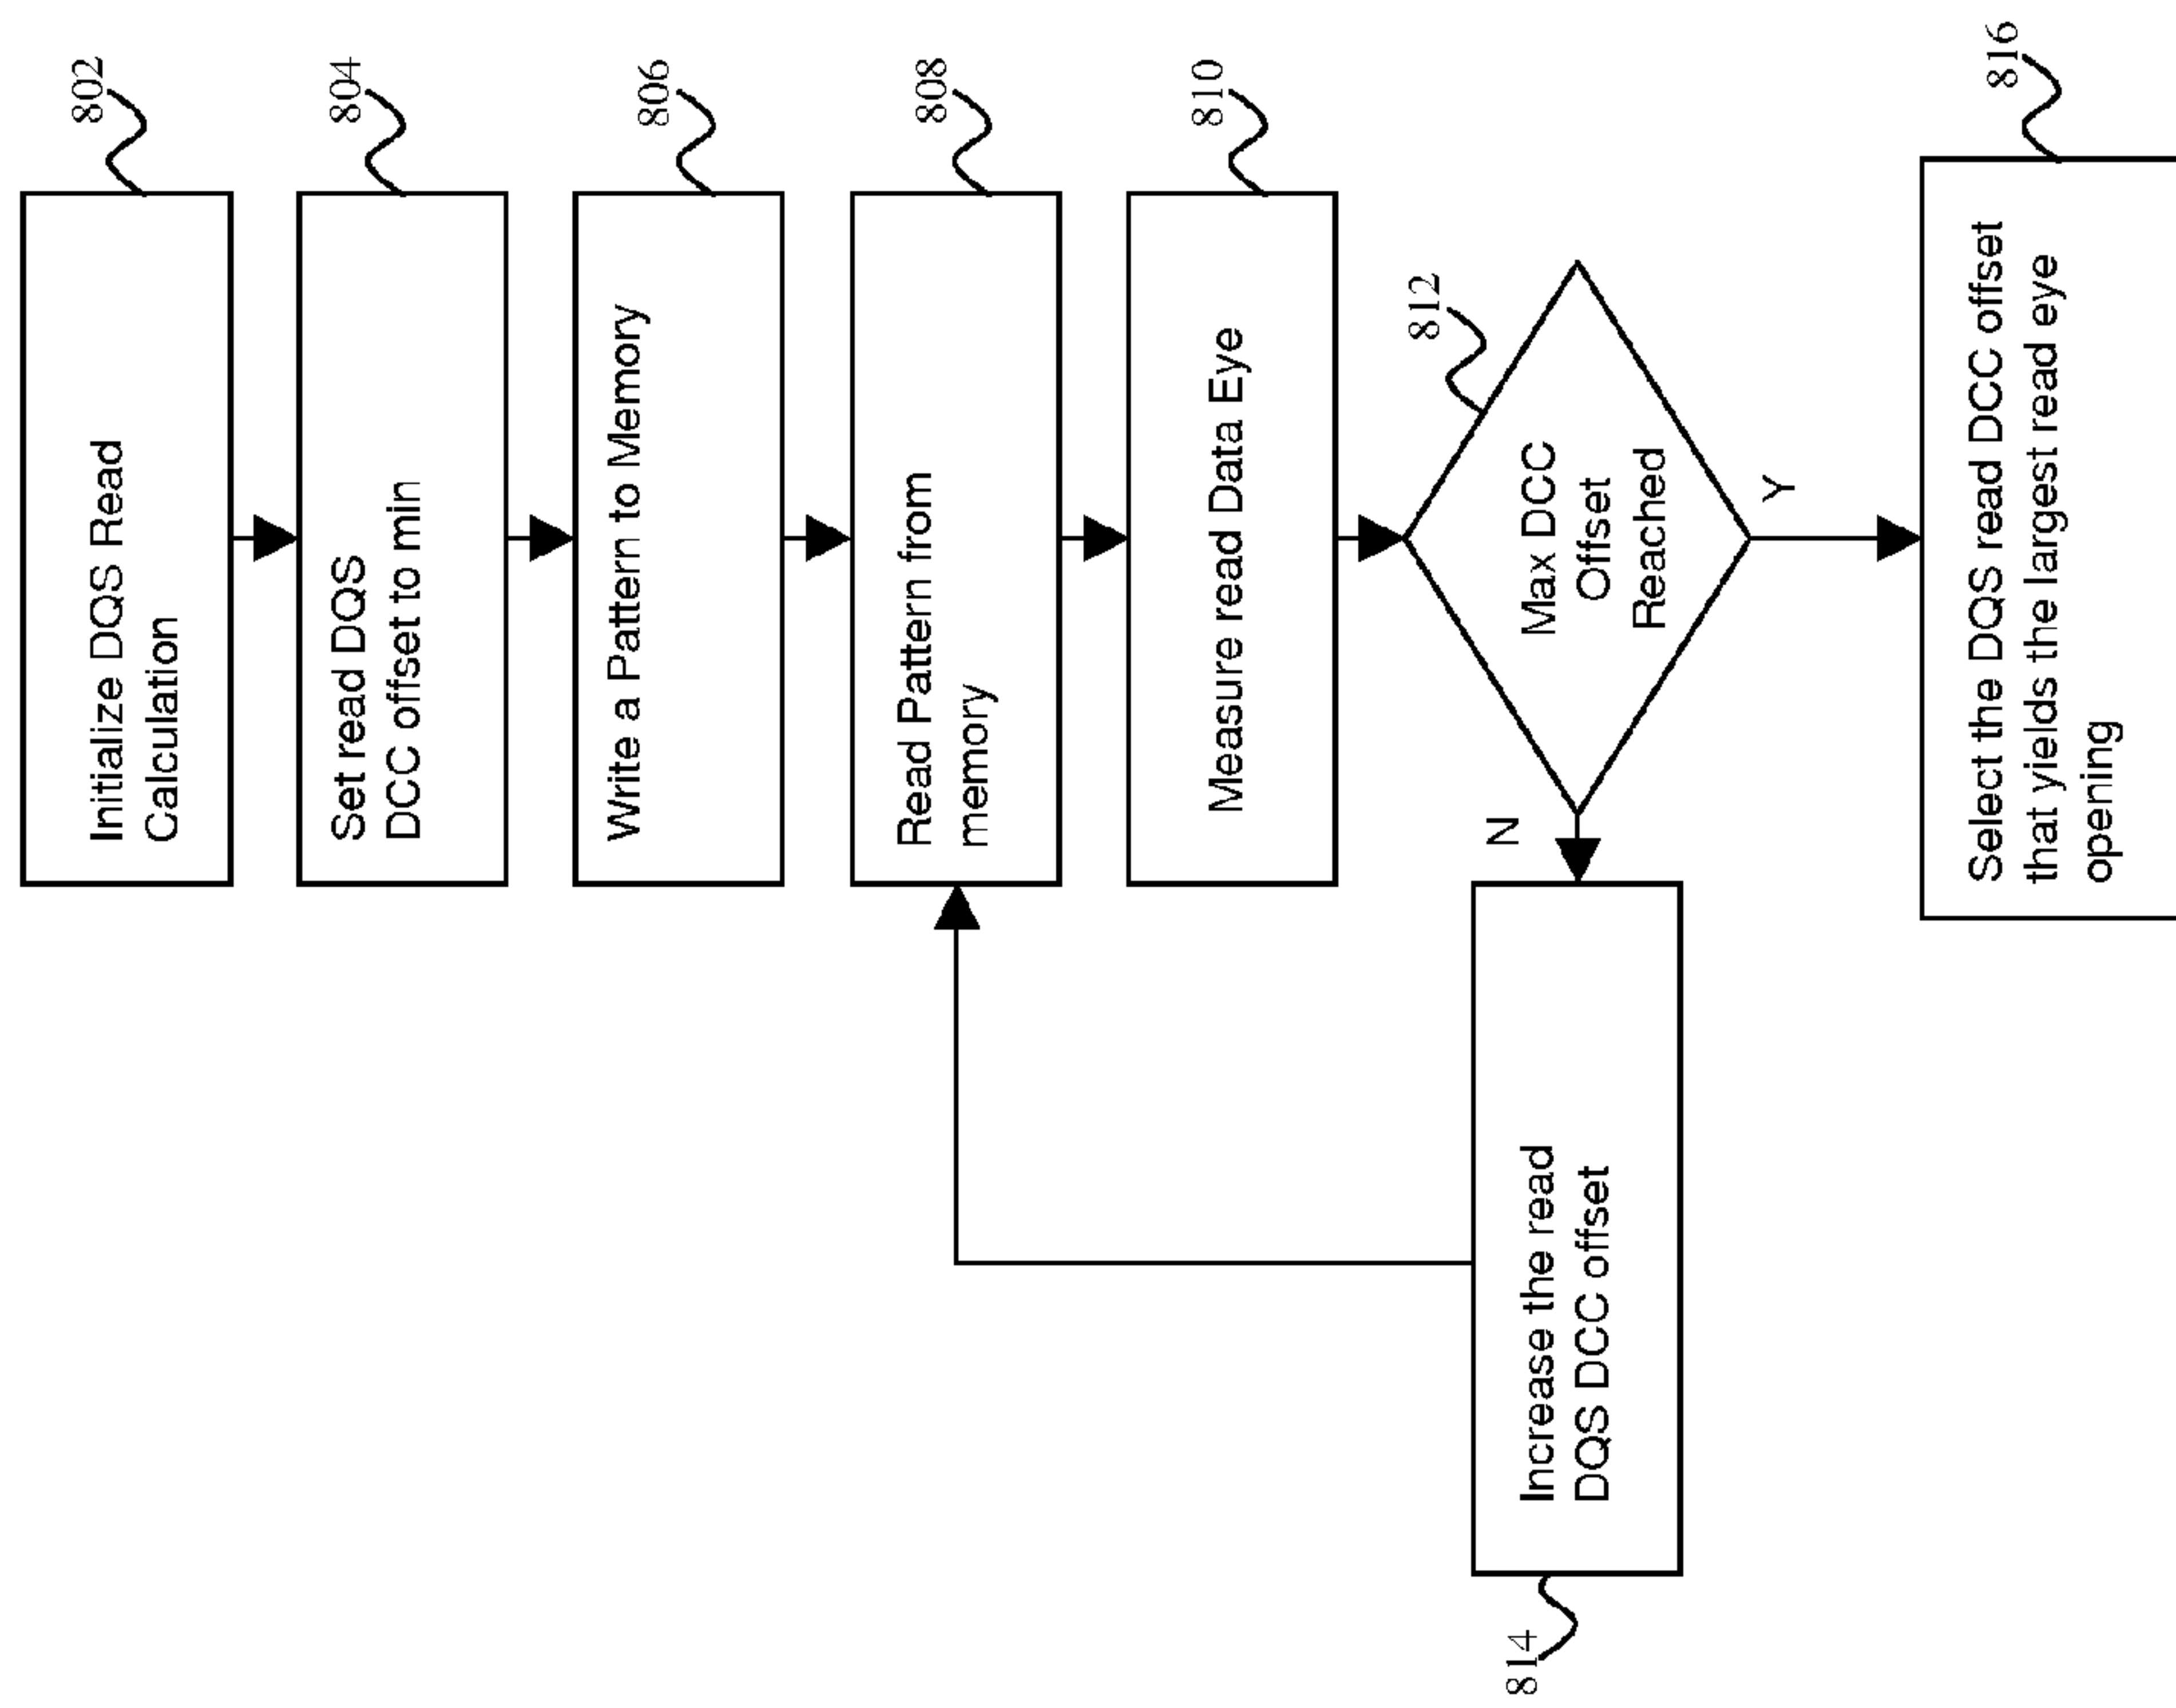 802
Initialize DQS Read
Calculation
804
Set read DQS
DCC offset to min
806
Write a Pattern to Memory
808
Read Pattern from
memory
810
Measure read Data Eye
812
Max DCC
Offset
Reached
N
Y
814
Increase the read
DQS DCC offset
816
Select the DQS read DCC offset
that yields the largest read eye
opening